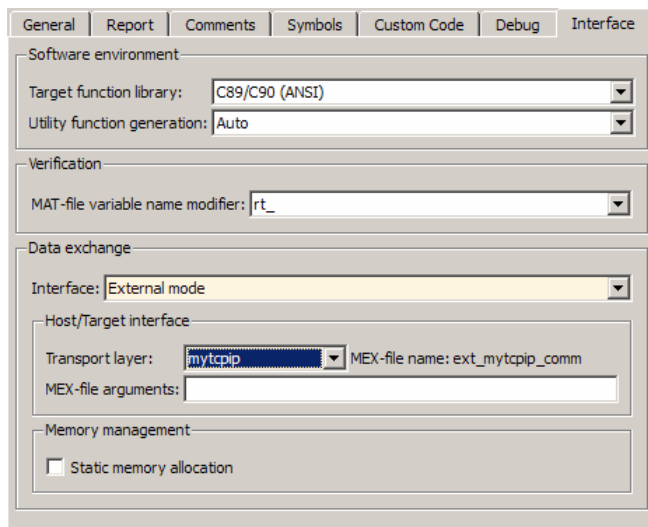 General Report Comments Symbols Custom Code Debug Interface
Software environment
Target function library: C89/C90 (ANSI)
Utility function generation: Auto
Verification
MAT-file variable name modifier: rt_
Data exchange
Interface: External mode
Host/Target interface
Transport layer: mytcpip MEX-file name: ext_mytcpip_comm
MEX-file arguments:
Memory management
Static memory allocation